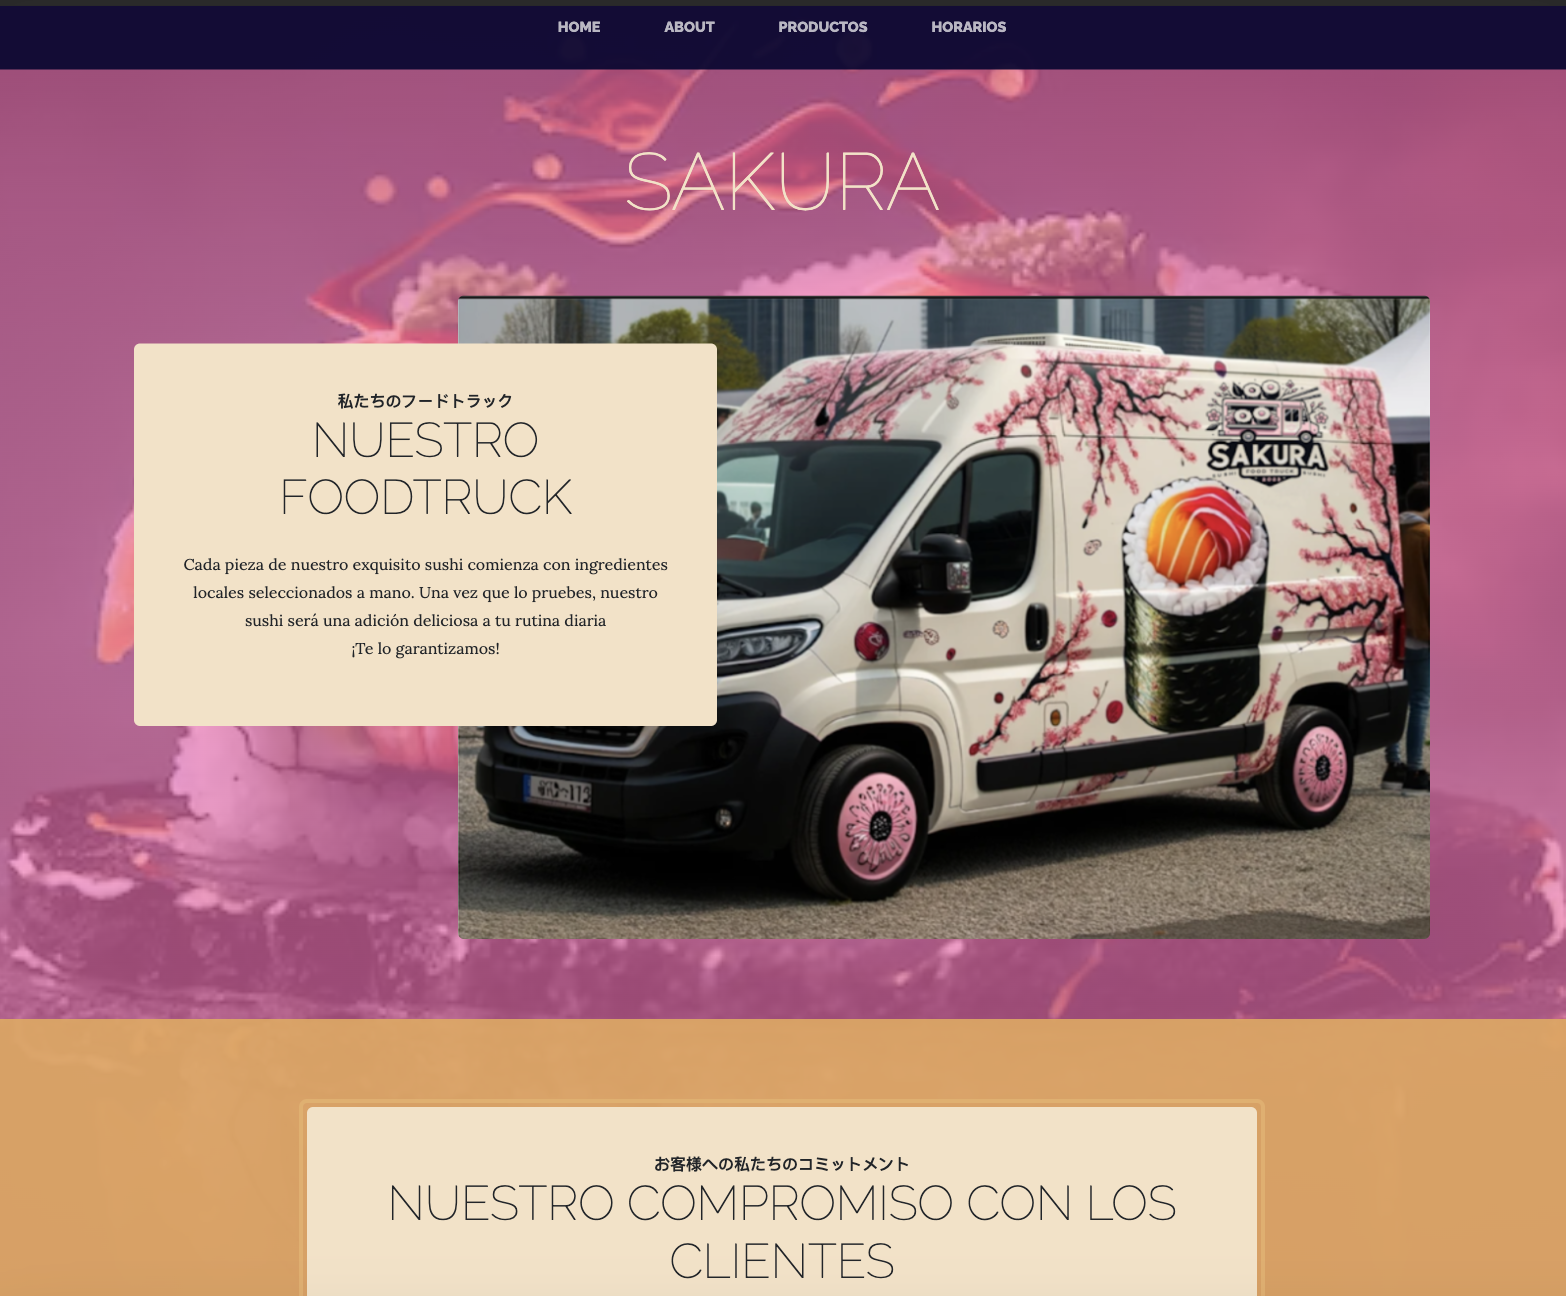 HOME ABOUT PRODUCTOS HORARIOS
SAKURA
私たちのフードトラック
NUESTRO
FOODTRUCK
Cada pieza de nuestro exquisito sushi comienza con ingredientes
locales seleccionados a mano. Una vez que lo pruebes, nuestro
sushi será una adición deliciosa a tu rutina diaria
¡Te lo garantizamos!
SAKURA
FOOD TRUCK
お客様への私たちのコミットメント
NUESTRO COMPROMISO CON LOS
CLIENTES